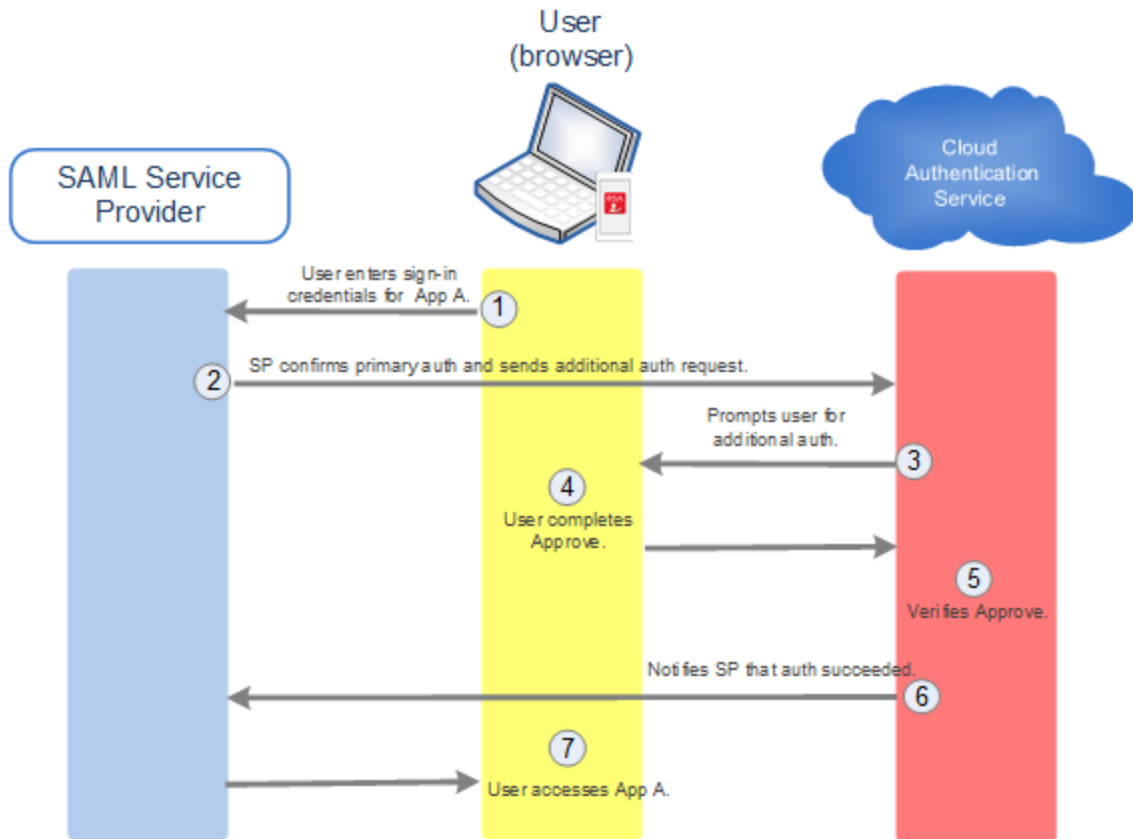 User
(browser)
SAML Service
Provider
Cloud
Authentication
Service
RSA
User enters sign-in
credentials for App A.
1
SP confirms primary auth and sends additional auth request.
2
Prompts user for
additional auth.
3
4
User completes
Approve.
5
Verifies Approve.
Notifies SP that auth succeeded.
6
7
User accesses App A.